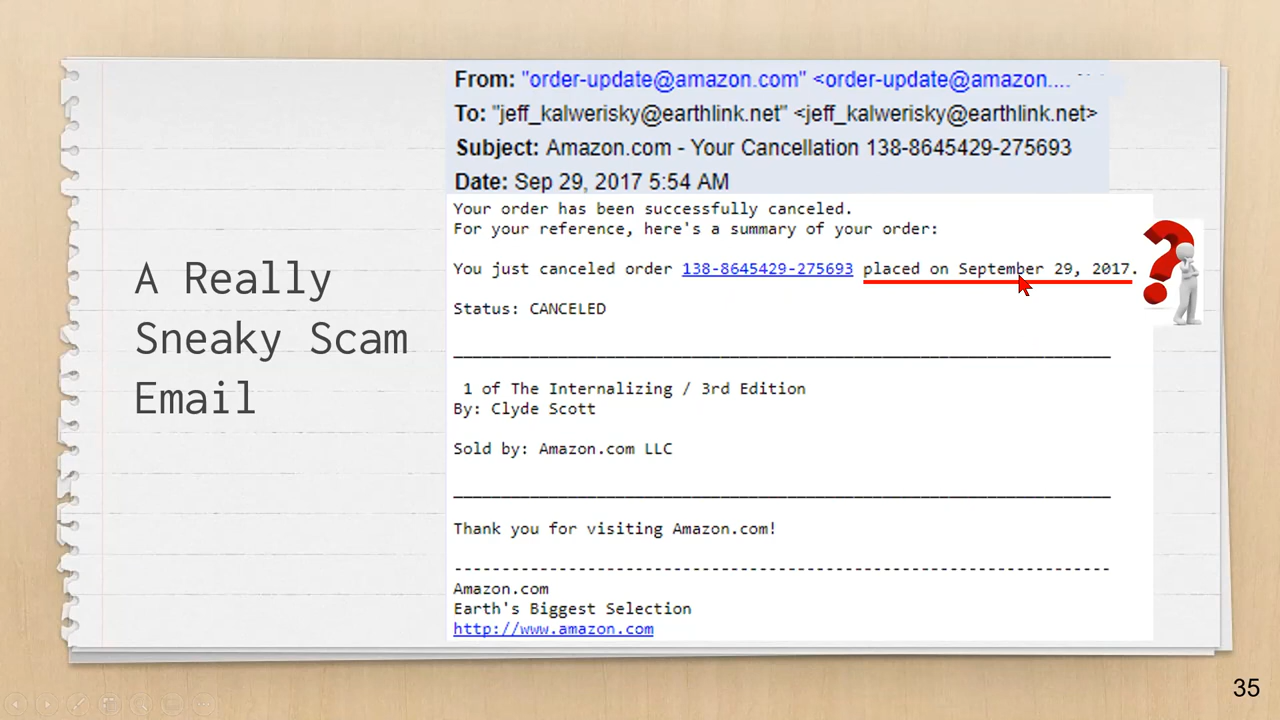 A Really
Sneaky Scam
Email
From: "order-update@amazon.com" <order-update@amazon....
To: "jeff_kalwerisky@earthlink.net" <jeff_kalwerisky@earthlink.net>
Subject: Amazon.com - Your Cancellation 138-8645429-275693
Date: Sep 29, 2017 5:54 AM
Your order has been successfully canceled.
For your reference, here's a summary of your order:
You just canceled order 138-8645429-275693 placed on September 29, 2017.
Status: CANCELED
1 of The Internalizing / 3rd Edition
By: Clyde Scott
Sold by: Amazon.com LLC
Thank you for visiting Amazon.com!
Amazon.com
Earth's Biggest Selection
http://www.amazon.com
35